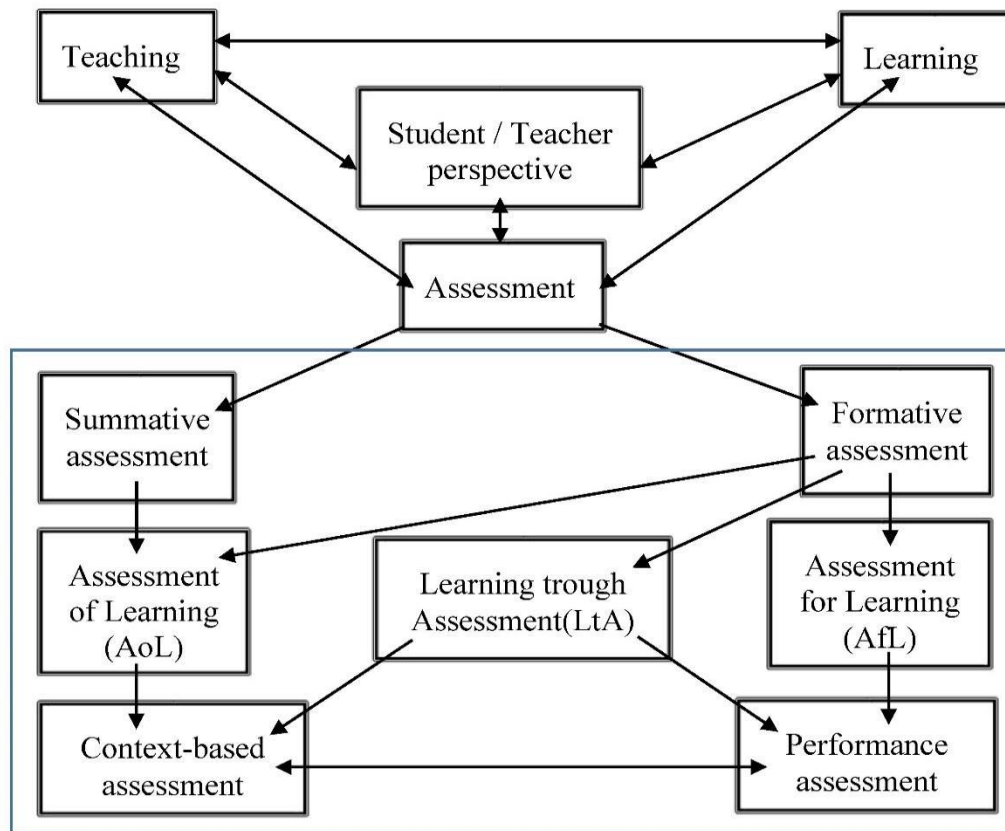 Teaching
Learning
Student / Teacher
perspective
Assessment
Summative
assessment
Formative
assessment
Assessment
of Learning
(AoL)
Learning trough
Assessment(LtA)
Assessment
for Learning
(AfL)
Context-based
assessment
Performance
assessment